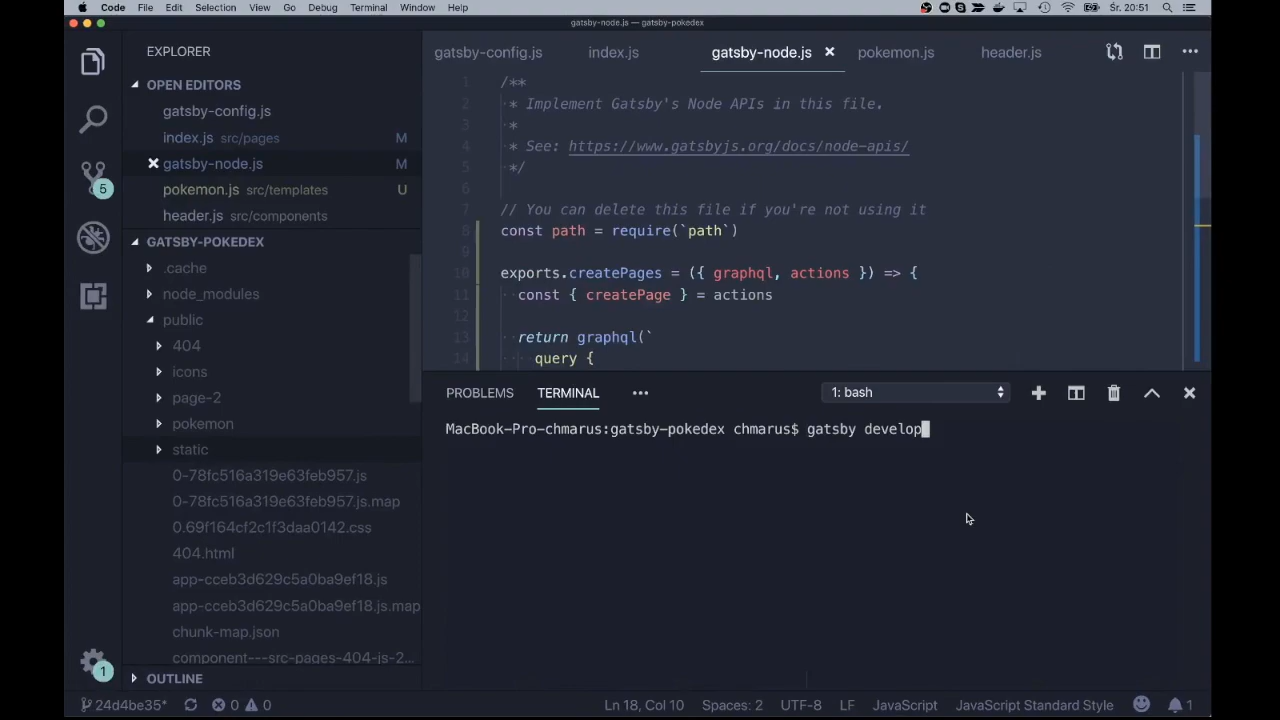 Code File Edit Selection View Go Debug Terminal Window Help Śr. 20:51
gatsby-node.js — gatsby-pokedex
EXPLORER
OPEN EDITORS
gatsby-config.js
index.js src/pages M
gatsby-node.js M
pokemon.js src/templates U
header.js src/components
GATSBY-POKEDEX
.cache
node_modules
public
404
icons
page-2
pokemon
static
0-78fc516a319e63feb957.js
0-78fc516a319e63feb957.js.map
0.69f164cf2c1f3daa0142.css
404.html
app-cceb3d629c5a0ba9ef18.js
app-cceb3d629c5a0ba9ef18.js.map
chunk-map.json
component---src-pages-404-js-2...
OUTLINE
5
1
gatsby-config.js index.js gatsby-node.js pokemon.js header.js
1 /**
2 * Implement Gatsby's Node APIs in this file.
3 *
4 * See: https://www.gatsbyjs.org/docs/node-apis/
5 */
6
7 // You can delete this file if you're not using it
8 const path = require(`path`)
9
10 exports.createPages = ({ graphql, actions }) => {
11 const { createPage } = actions
12
13 return graphql(`
14 query {
PROBLEMS TERMINAL ••• 1: bash
MacBook-Pro-chmarus:gatsby-pokedex chmarus$ gatsby develop
24d4be35* 0 0 Ln 18, Col 10 Spaces: 2 UTF-8 LF JavaScript JavaScript Standard Style 1